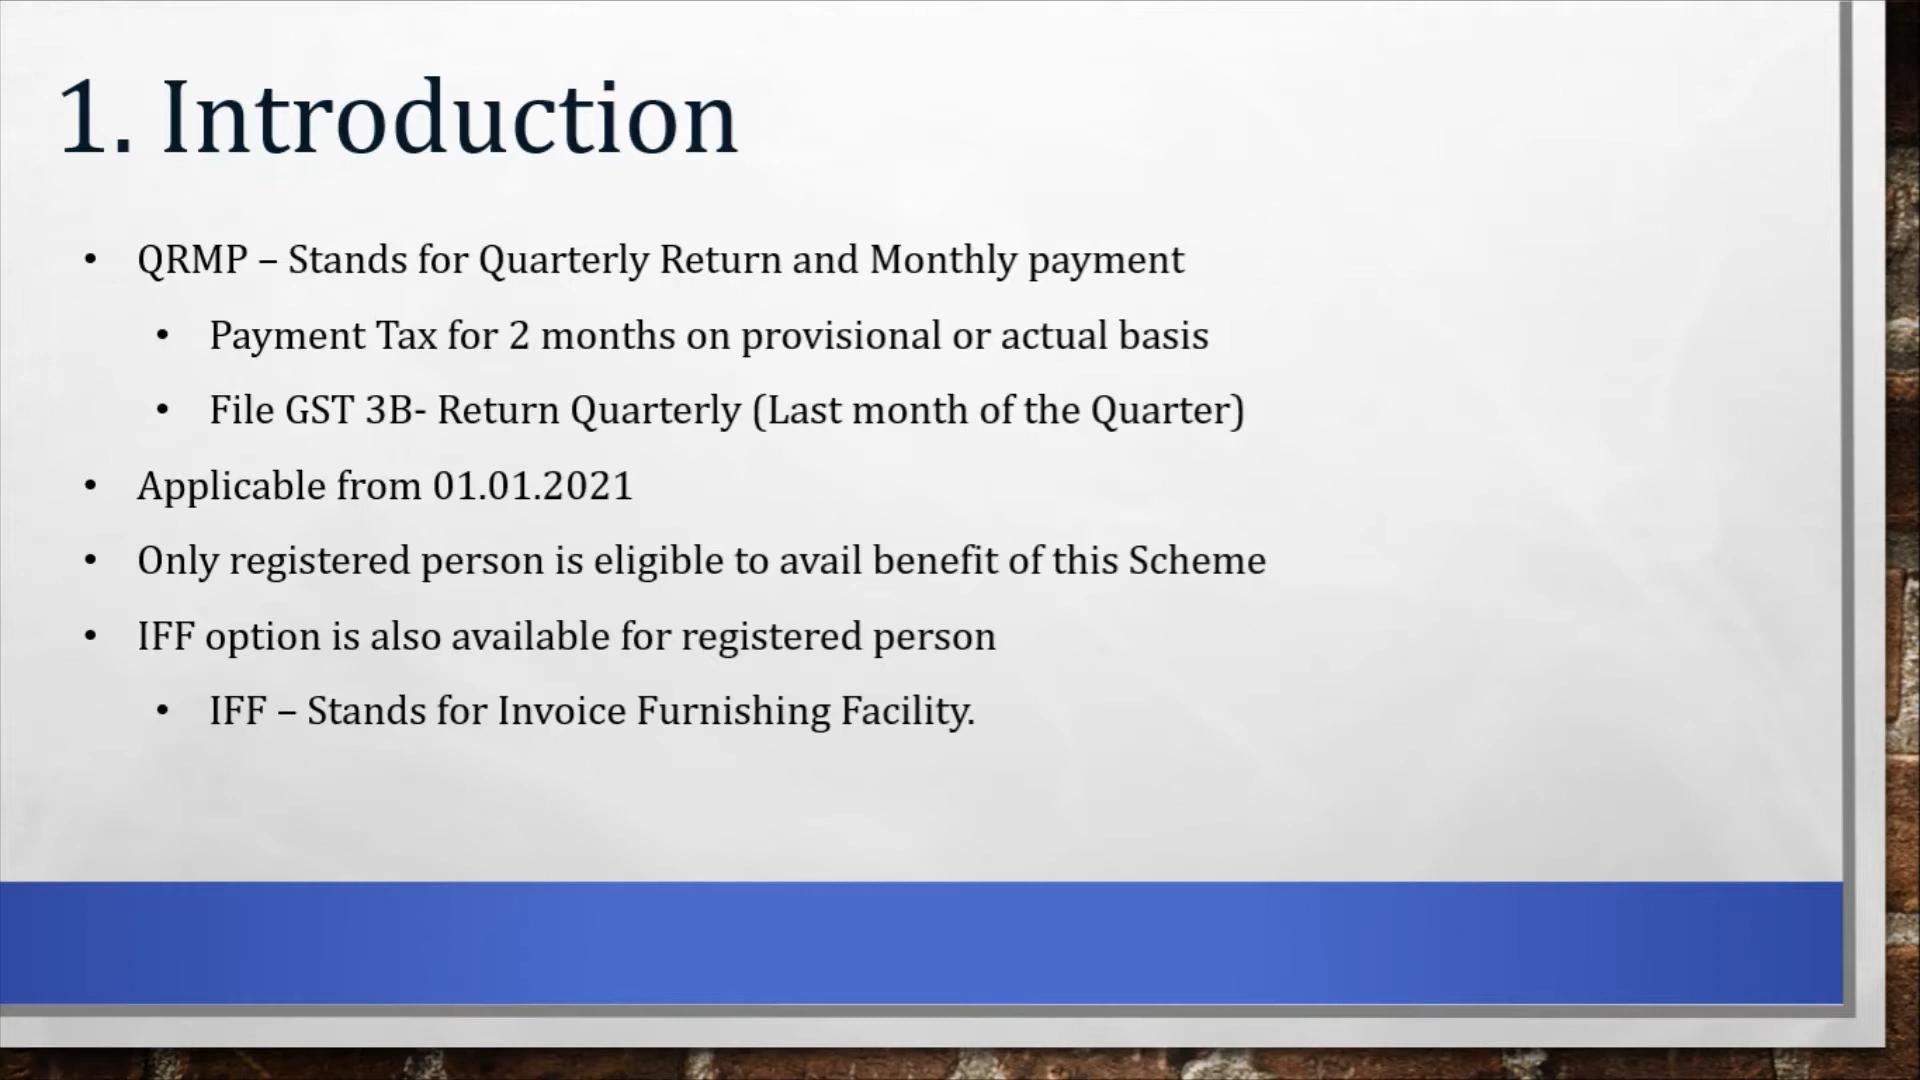 1. Introduction
• QRMP – Stands for Quarterly Return and Monthly payment
• Payment Tax for 2 months on provisional or actual basis
• File GST 3B- Return Quarterly (Last month of the Quarter)
• Applicable from 01.01.2021
• Only registered person is eligible to avail benefit of this Scheme
• IFF option is also available for registered person
• IFF – Stands for Invoice Furnishing Facility.